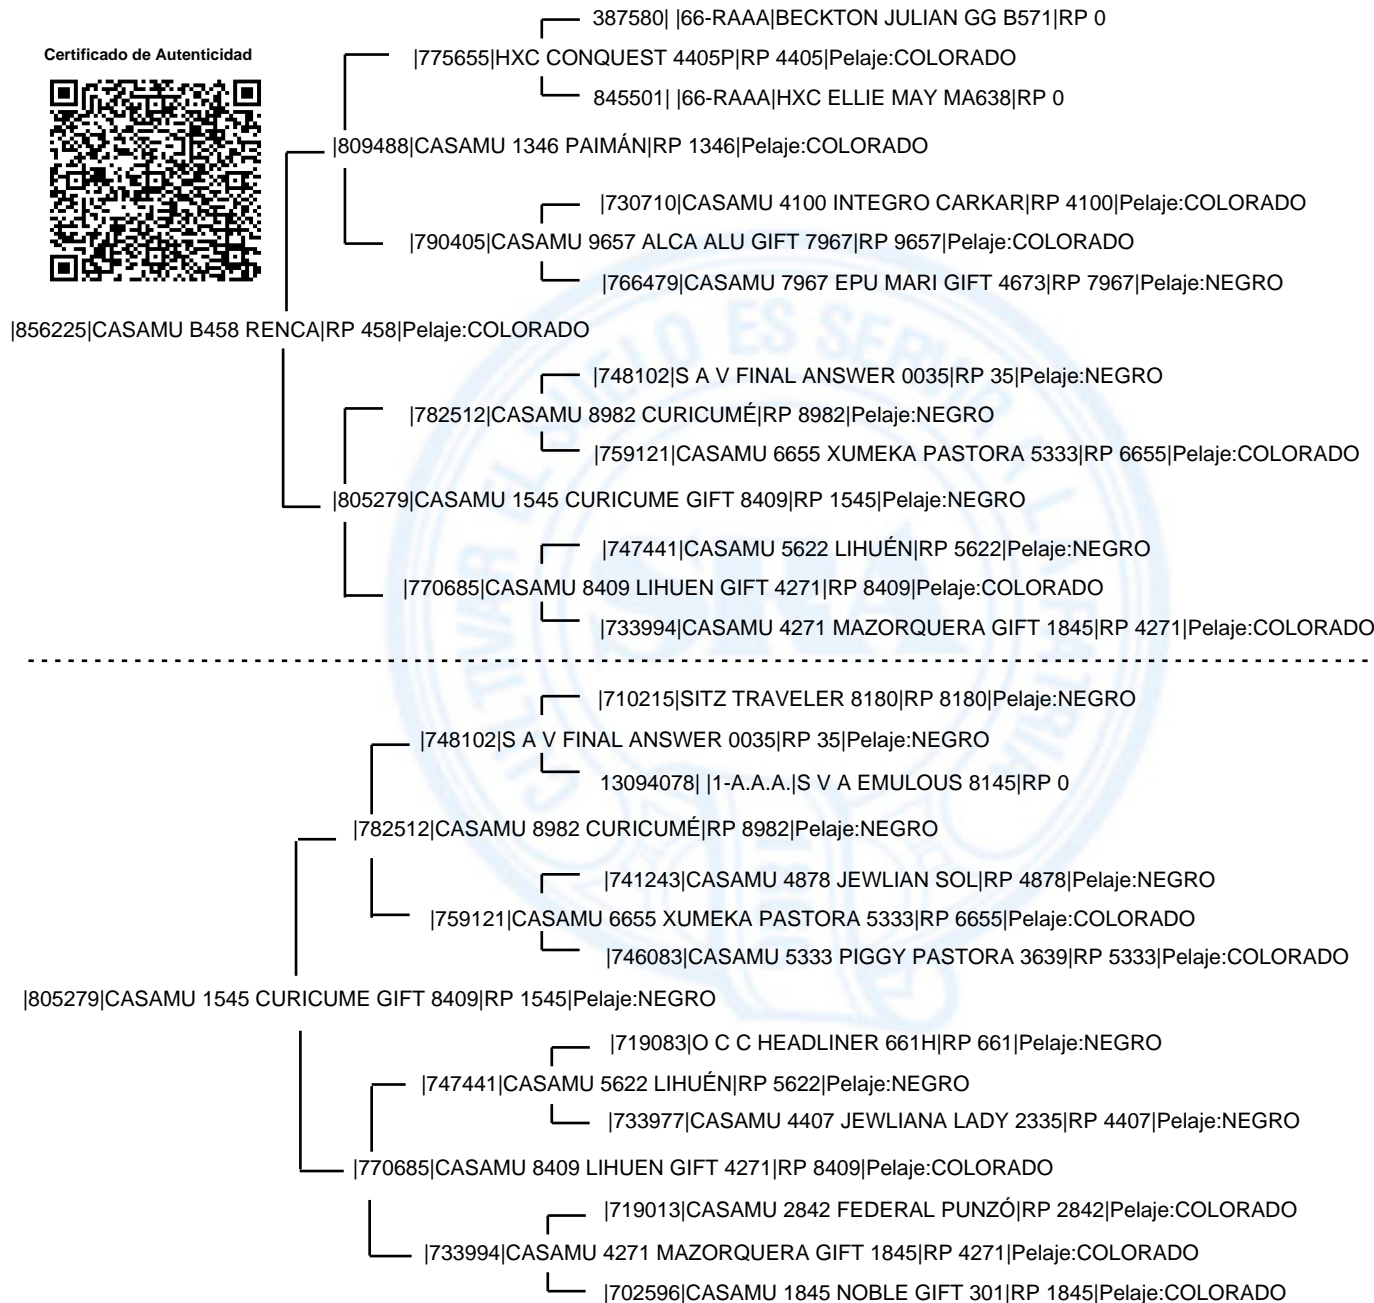 387580| |66-RAAA|BECKTON JULIAN GG B571|RP 0
Certificado de Autenticidad
|775655|HXC CONQUEST 4405P|RP 4405|Pelaje:COLORADO
845501| |66-RAAA|HXC ELLIE MAY MA638|RP 0
|809488|CASAMU 1346 PAIMÁN|RP 1346|Pelaje:COLORADO
|730710|CASAMU 4100 INTEGRO CARKAR|RP 4100|Pelaje:COLORADO
|790405|CASAMU 9657 ALCA ALU GIFT 7967|RP 9657|Pelaje:COLORADO
|766479|CASAMU 7967 EPU MARI GIFT 4673|RP 7967|Pelaje:NEGRO
|856225|CASAMU B458 RENCA|RP 458|Pelaje:COLORADO
|748102|S A V FINAL ANSWER 0035|RP 35|Pelaje:NEGRO
|782512|CASAMU 8982 CURICUMÉ|RP 8982|Pelaje:NEGRO
|759121|CASAMU 6655 XUMEKA PASTORA 5333|RP 6655|Pelaje:COLORADO
|805279|CASAMU 1545 CURICUME GIFT 8409|RP 1545|Pelaje:NEGRO
|747441|CASAMU 5622 LIHUÉN|RP 5622|Pelaje:NEGRO
|770685|CASAMU 8409 LIHUEN GIFT 4271|RP 8409|Pelaje:COLORADO
|733994|CASAMU 4271 MAZORQUERA GIFT 1845|RP 4271|Pelaje:COLORADO
|710215|SITZ TRAVELER 8180|RP 8180|Pelaje:NEGRO
|748102|S A V FINAL ANSWER 0035|RP 35|Pelaje:NEGRO
13094078| |1-A.A.A.|S V A EMULOUS 8145|RP 0
|782512|CASAMU 8982 CURICUMÉ|RP 8982|Pelaje:NEGRO
|741243|CASAMU 4878 JEWLIAN SOL|RP 4878|Pelaje:NEGRO
|759121|CASAMU 6655 XUMEKA PASTORA 5333|RP 6655|Pelaje:COLORADO
|746083|CASAMU 5333 PIGGY PASTORA 3639|RP 5333|Pelaje:COLORADO
|805279|CASAMU 1545 CURICUME GIFT 8409|RP 1545|Pelaje:NEGRO
|719083|O C C HEADLINER 661H|RP 661|Pelaje:NEGRO
|747441|CASAMU 5622 LIHUÉN|RP 5622|Pelaje:NEGRO
|733977|CASAMU 4407 JEWLIANA LADY 2335|RP 4407|Pelaje:NEGRO
|770685|CASAMU 8409 LIHUEN GIFT 4271|RP 8409|Pelaje:COLORADO
|719013|CASAMU 2842 FEDERAL PUNZÓ|RP 2842|Pelaje:COLORADO
|733994|CASAMU 4271 MAZORQUERA GIFT 1845|RP 4271|Pelaje:COLORADO
|702596|CASAMU 1845 NOBLE GIFT 301|RP 1845|Pelaje:COLORADO
CULTIVAR EL SUELO ES SERVIR A LA PATRIA
SRA